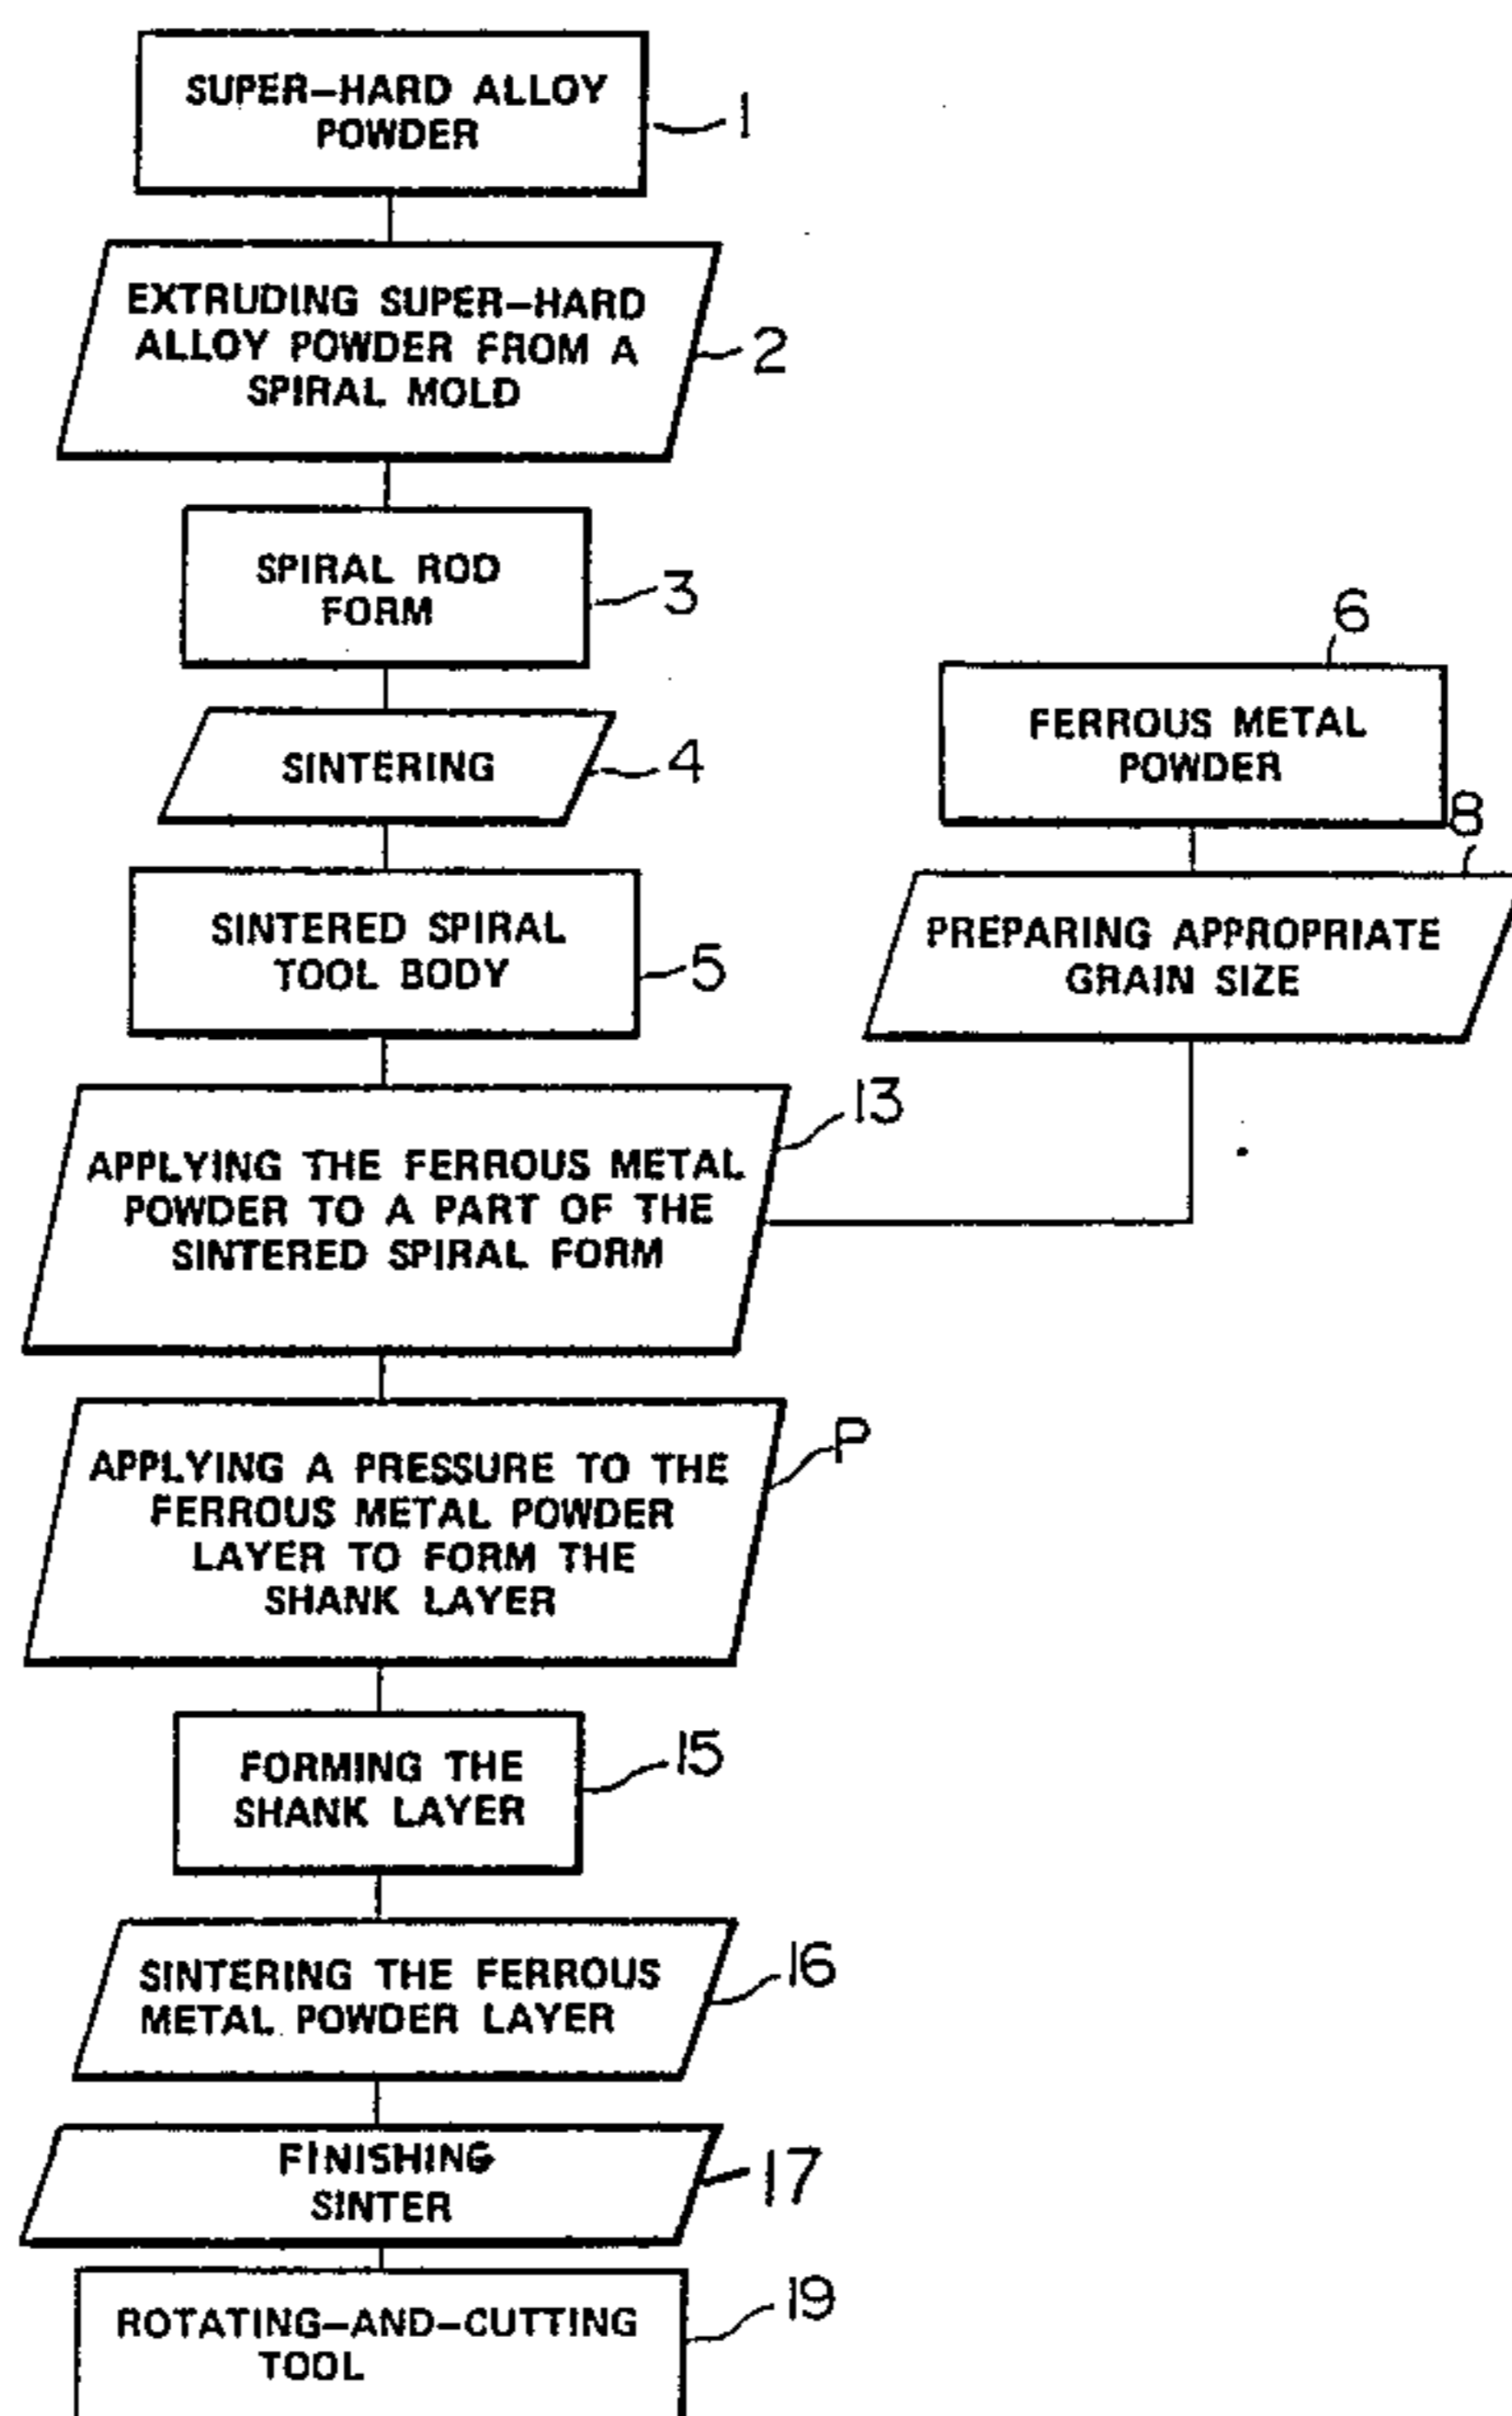 SUPER-HARD ALLOY
POWDER
1
EXTRUDING SUPER-HARD
ALLOY POWDER FROM A
SPIRAL MOLD
2
SPIRAL ROD
FORM
3
SINTERING
4
SINTERED SPIRAL
TOOL BODY
5
6
FERROUS METAL
POWDER
8
PREPARING APPROPRIATE
GRAIN SIZE
13
APPLYING THE FERROUS METAL
POWDER TO A PART OF THE
SINTERED SPIRAL FORM
P
APPLYING A PRESSURE TO THE
FERROUS METAL POWDER
LAYER TO FORM THE
SHANK LAYER
FORMING THE
SHANK LAYER
15
SINTERING THE FERROUS
METAL POWDER LAYER
16
FINISHING
SINTER
17
ROTATING-AND-CUTTING
TOOL
19